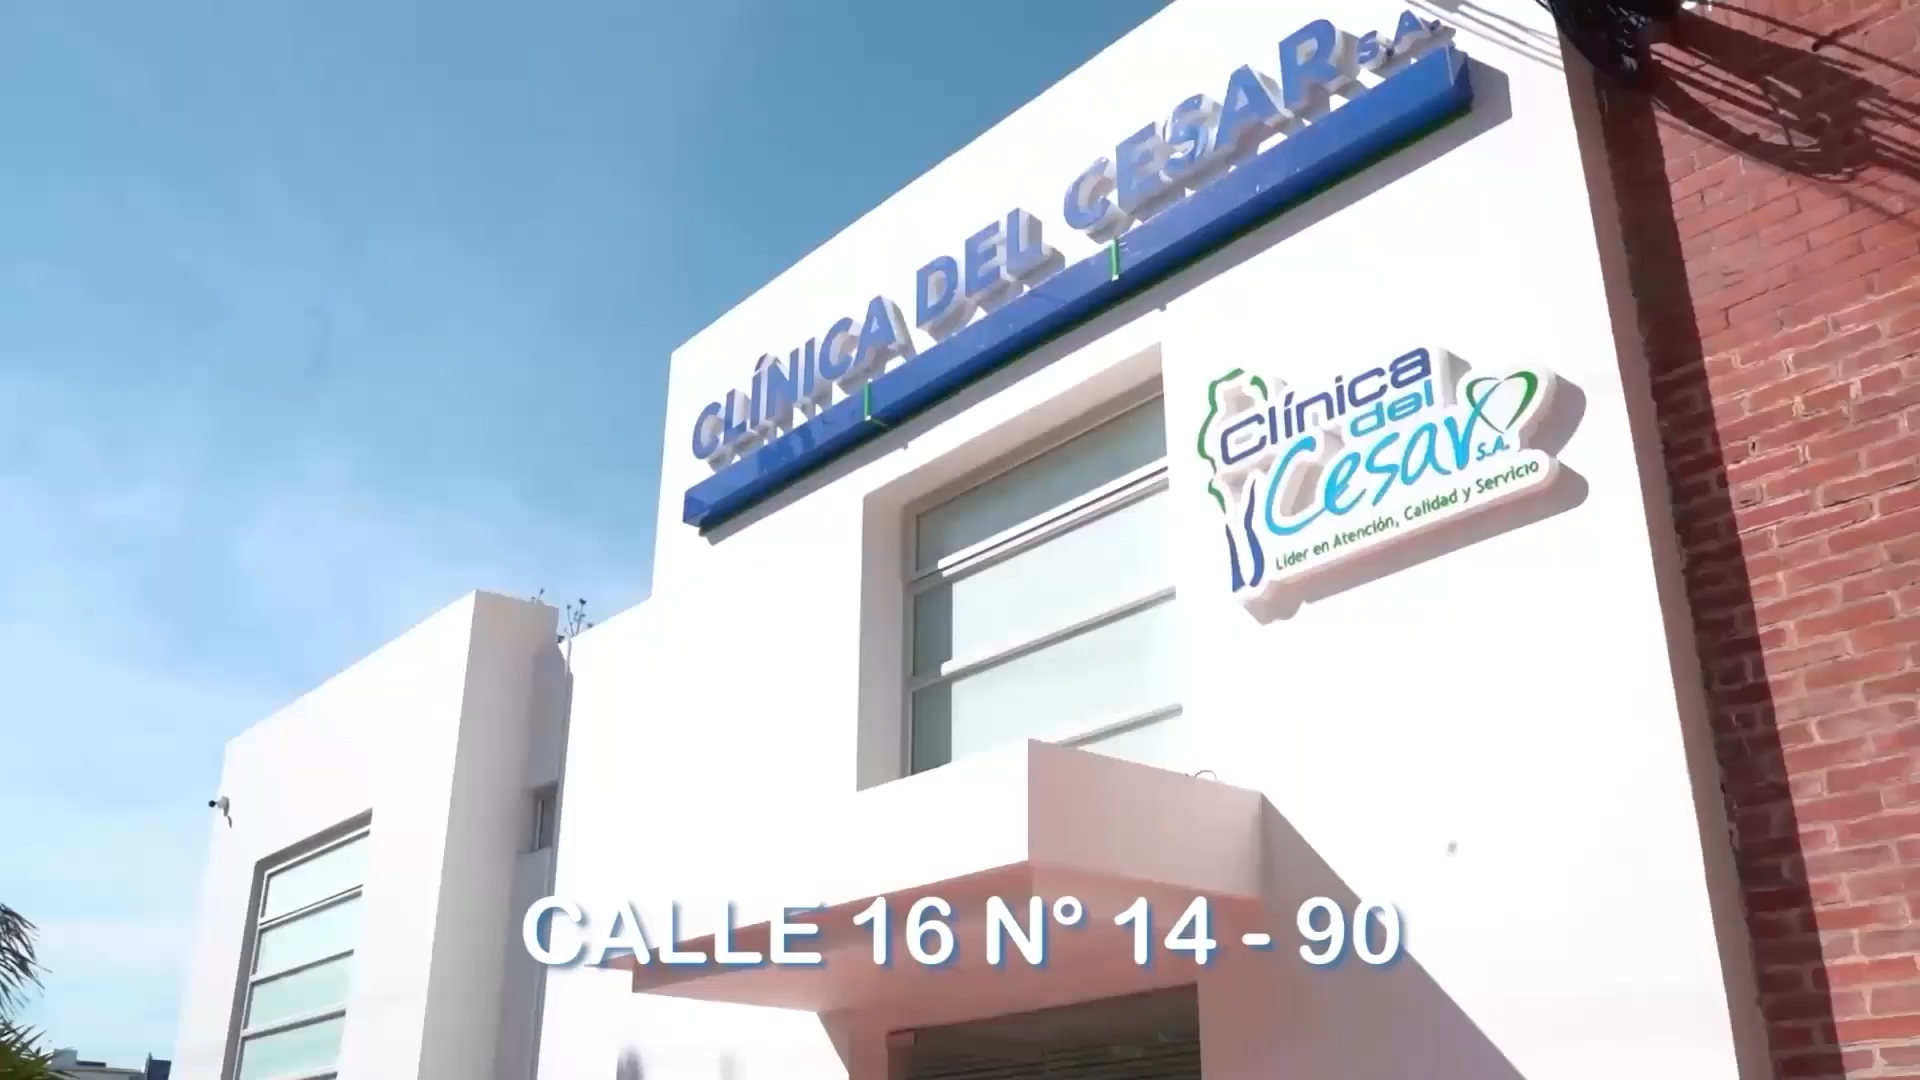 CLÍNICA DEL CESAR S.A.
Clínica
del
Cesar S.A.
Líder en Atención, Calidad y Servicio
CALLE 16 N° 14 - 90